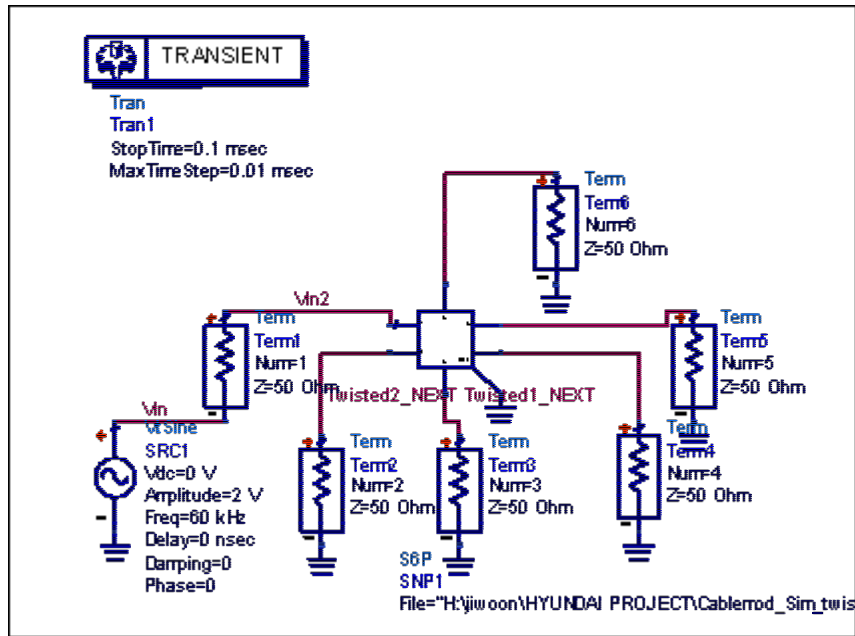 TRANSIENT
Tran
Tran1
StopTime=0.1 msec
MaxTimeStep=0.01 msec
Term
Term6
Num=6
Z=50 Ohm
Vin2
Term
Term1
Num=1
Z=50 Ohm
Term
Term5
Num=5
Z=50 Ohm
Twisted2_NEXT
Twisted1_NEXT
Vin
VtSine
SRC1
Vdc=0 V
Amplitude=2 V
Freq=60 kHz
Delay=0 nsec
Damping=0
Phase=0
Term
Term2
Num=2
Z=50 Ohm
Term
Term3
Num=3
Z=50 Ohm
Term
Term4
Num=4
Z=50 Ohm
S6P
SNP1
File="H:\jiwoon\HYUNDAI PROJECT\Cablemod_Sim_twis